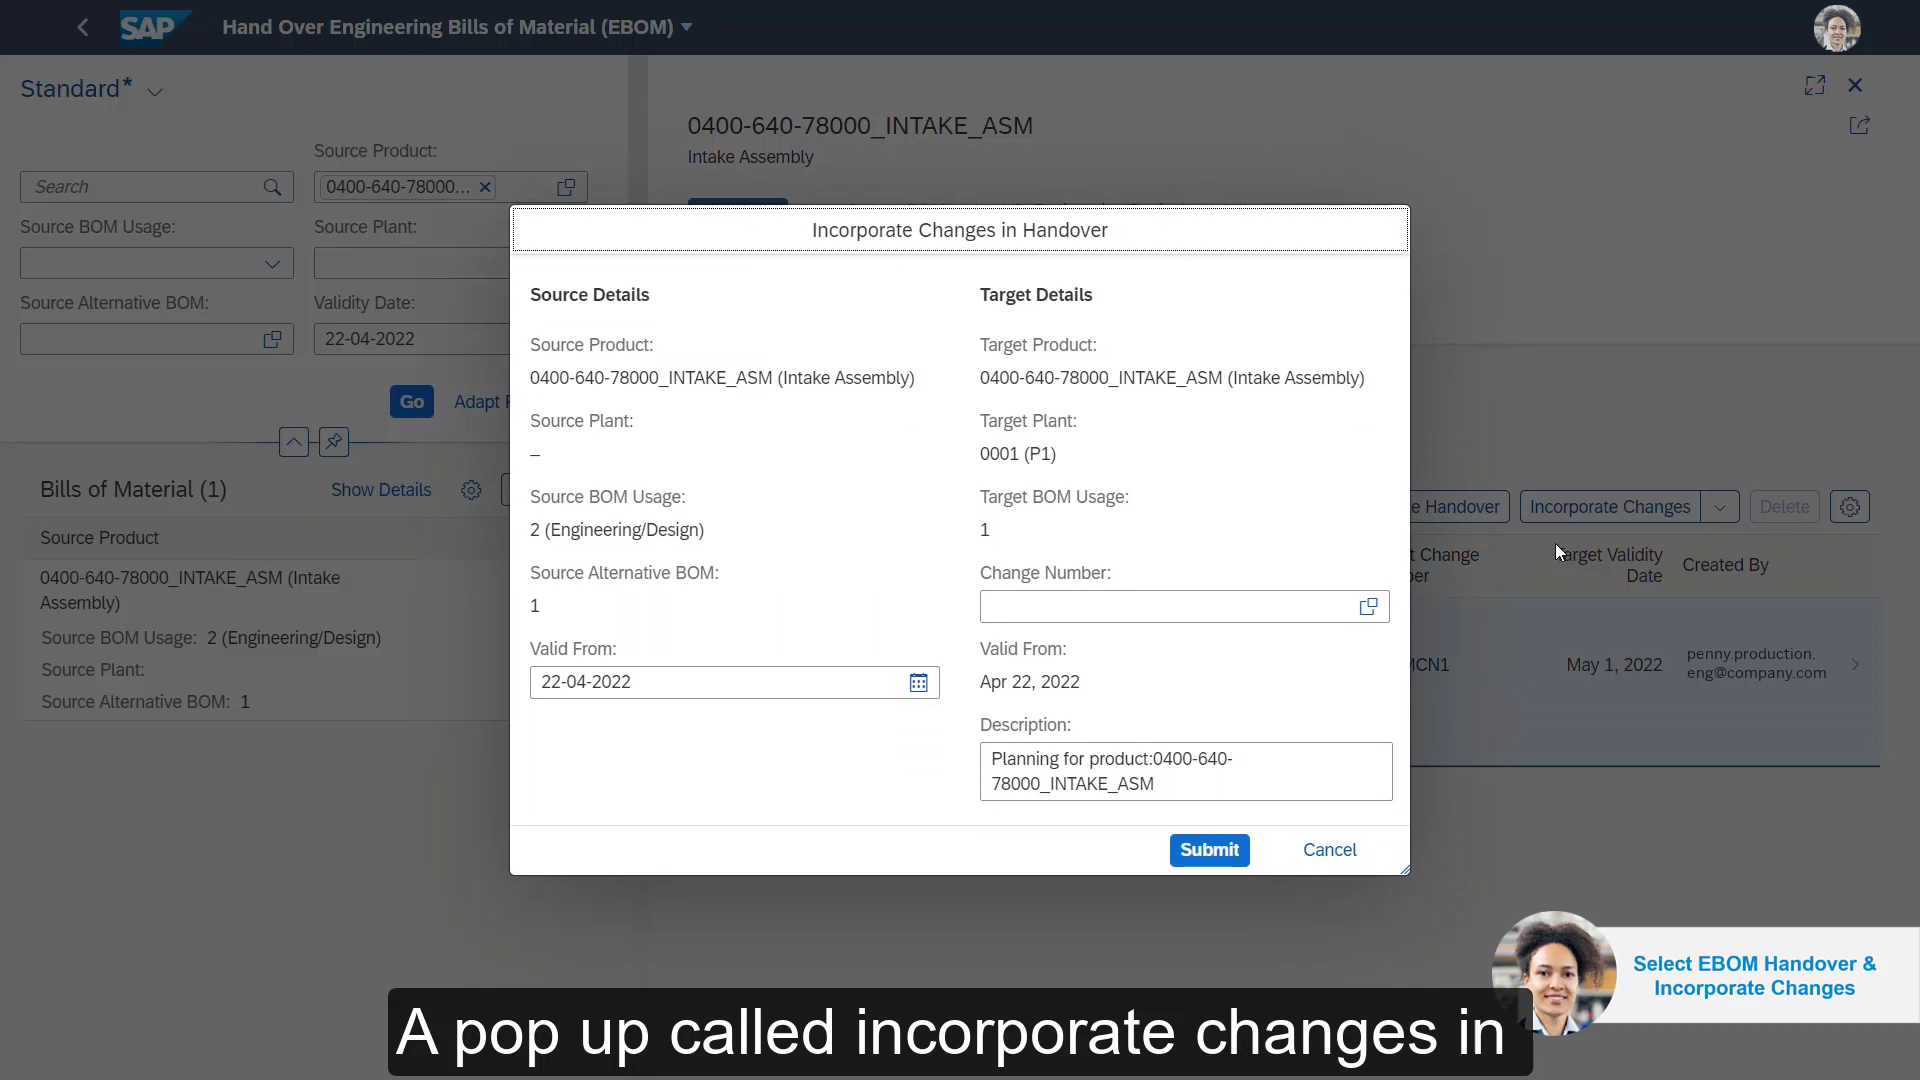 SAP
Hand Over Engineering Bills of Material (EBOM)
Standard*
Search
Source Product:
0400-640-78000...
Source BOM Usage:
Source Plant:
Source Alternative BOM:
Validity Date:
22-04-2022
Go
Adapt
Bills of Material (1)
Show Details
Source Product
0400-640-78000_INTAKE_ASM (Intake
Assembly)
Source BOM Usage: 2 (Engineering/Design)
Source Plant:
Source Alternative BOM: 1
0400-640-78000_INTAKE_ASM
Intake Assembly
Incorporate Changes in Handover
Source Details
Source Product:
0400-640-78000_INTAKE_ASM (Intake Assembly)
Source Plant:
–
Source BOM Usage:
2 (Engineering/Design)
Source Alternative BOM:
1
Valid From:
22-04-2022
Target Details
Target Product:
0400-640-78000_INTAKE_ASM (Intake Assembly)
Target Plant:
0001 (P1)
Target BOM Usage:
1
Change Number:
Valid From:
Apr 22, 2022
Description:
Planning for product:0400-640-
78000_INTAKE_ASM
Submit
Cancel
e Handover
Incorporate Changes
Delete
t Change
ber
Target Validity
Date
Created By
MCN1
May 1, 2022
penny.production.
eng@company.com
Select EBOM Handover &
Incorporate Changes
A pop up called incorporate changes in